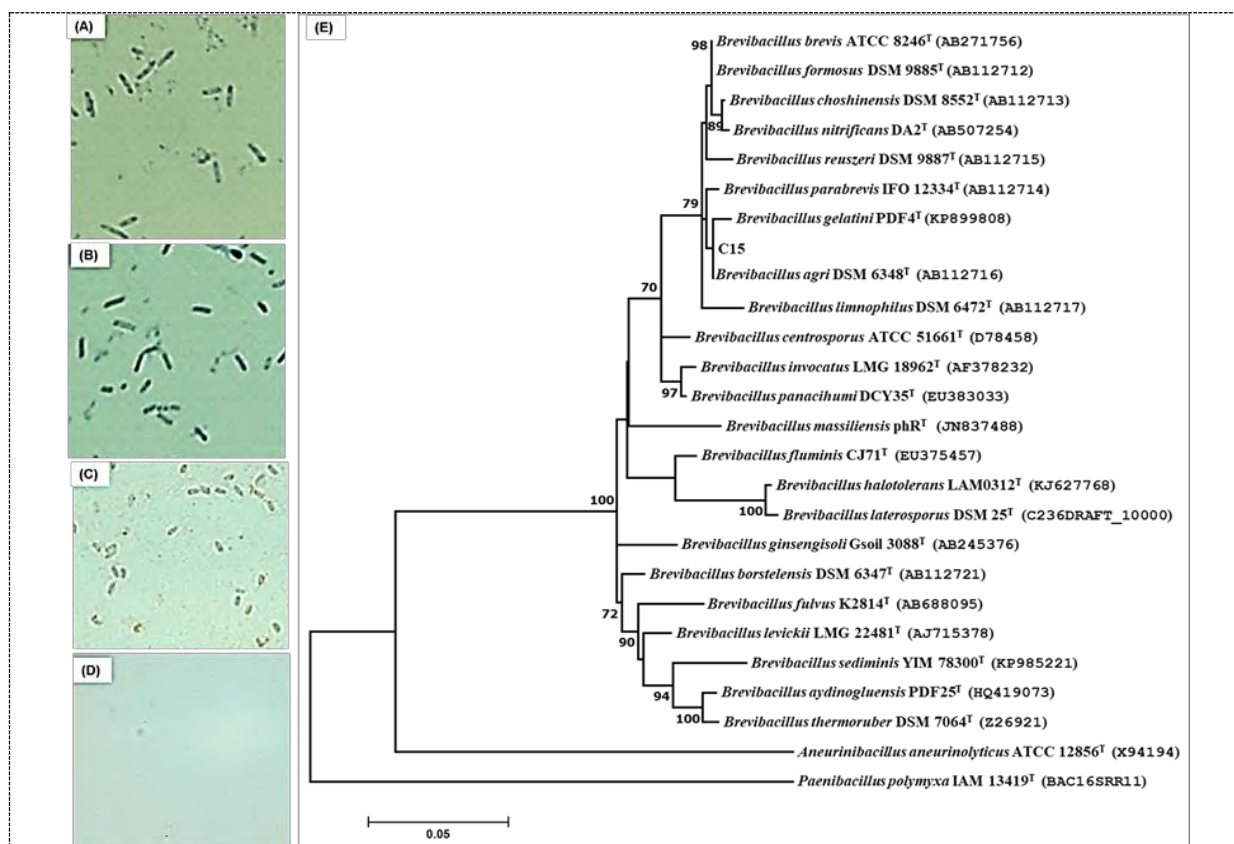 (A)
(B)
(C)
(D)
(E)
98
Brevibacillus brevis ATCC 8246ᵀ (AB271756)
Brevibacillus formosus DSM 9885ᵀ (AB112712)
Brevibacillus choshinensis DSM 8552ᵀ (AB112713)
89
Brevibacillus nitrificans DA2ᵀ (AB507254)
Brevibacillus reuszeri DSM 9887ᵀ (AB112715)
Brevibacillus parabrevis IFO 12334ᵀ (AB112714)
79
Brevibacillus gelatini PDF4ᵀ (KP899808)
C15
Brevibacillus agri DSM 6348ᵀ (AB112716)
70
Brevibacillus limnophilus DSM 6472ᵀ (AB112717)
Brevibacillus centrosporus ATCC 51661ᵀ (D78458)
Brevibacillus invocatus LMG 18962ᵀ (AF378232)
97
Brevibacillus panacihumi DCY35ᵀ (EU383033)
Brevibacillus massiliensis phRᵀ (JN837488)
Brevibacillus fluminis CJ71ᵀ (EU375457)
Brevibacillus halotolerans LAM0312ᵀ (KJ627768)
100
100
Brevibacillus laterosporus DSM 25ᵀ (C236DRAFT_10000)
Brevibacillus ginsengisoli Gsoil 3088ᵀ (AB245376)
Brevibacillus borstelensis DSM 6347ᵀ (AB112721)
Brevibacillus fulvus K2814ᵀ (AB688095)
72
Brevibacillus levickii LMG 22481ᵀ (AJ715378)
90
Brevibacillus sediminis YIM 78300ᵀ (KP985221)
94
Brevibacillus aydinogluensis PDF25ᵀ (HQ419073)
100
Brevibacillus thermoruber DSM 7064ᵀ (Z26921)
Aneurinibacillus aneurinolyticus ATCC 12856ᵀ (X94194)
Paenibacillus polymyxa IAM 13419ᵀ (BAC16SRR11)
0.05